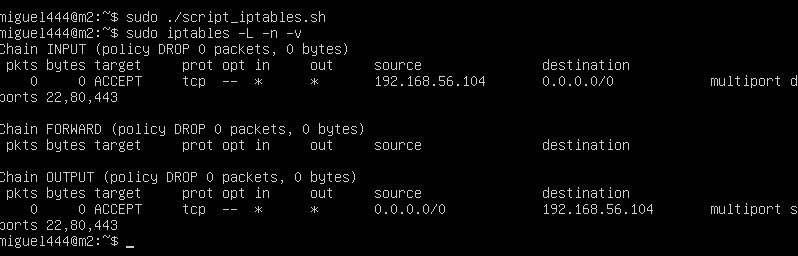 miguel444@m2:~$ sudo ./script_iptables.sh
miguel444@m2:~$ sudo iptables -L -n -v
Chain INPUT (policy DROP 0 packets, 0 bytes)
 pkts bytes target     prot opt in     out     source               destination
    0     0 ACCEPT     tcp  --  *      *       192.168.56.104       0.0.0.0/0            multiport d
ports 22,80,443
Chain FORWARD (policy DROP 0 packets, 0 bytes)
 pkts bytes target     prot opt in     out     source               destination
Chain OUTPUT (policy DROP 0 packets, 0 bytes)
 pkts bytes target     prot opt in     out     source               destination
    0     0 ACCEPT     tcp  --  *      *       0.0.0.0/0            192.168.56.104       multiport s
ports 22,80,443
miguel444@m2:~$ _